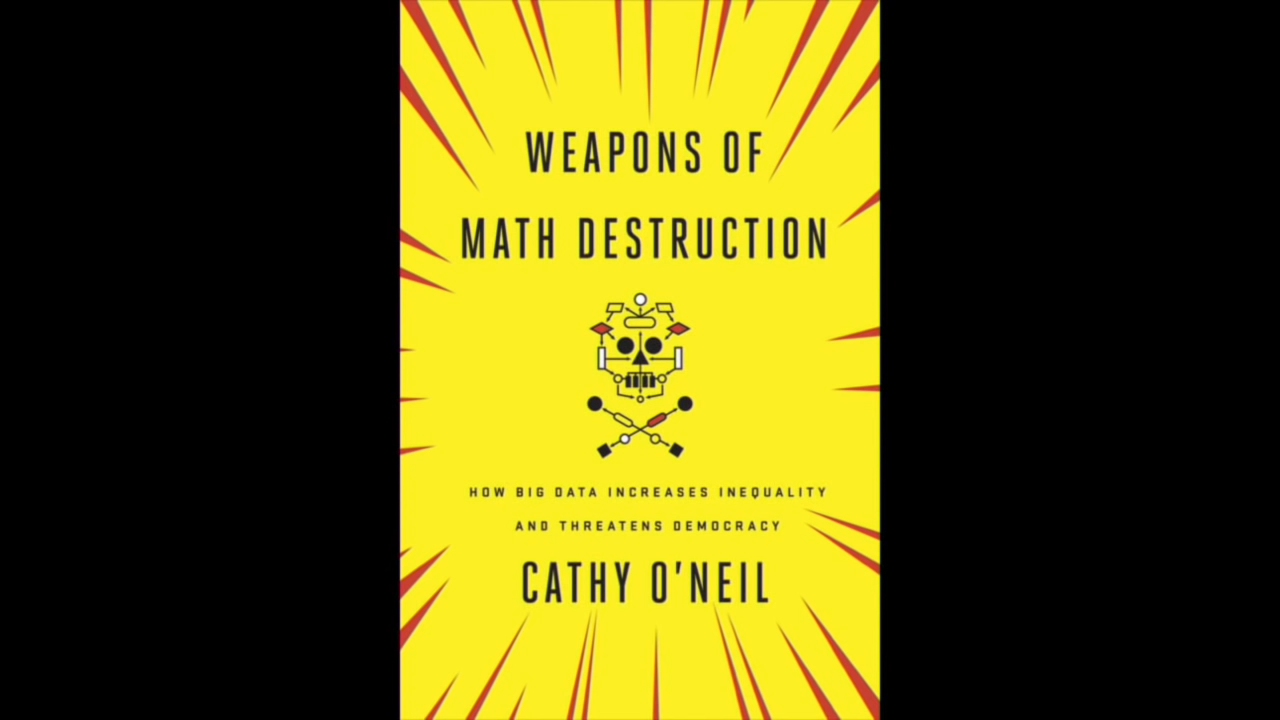 WEAPONS OF
MATH DESTRUCTION
HOW BIG DATA INCREASES INEQUALITY
AND THREATENS DEMOCRACY
CATHY O'NEIL